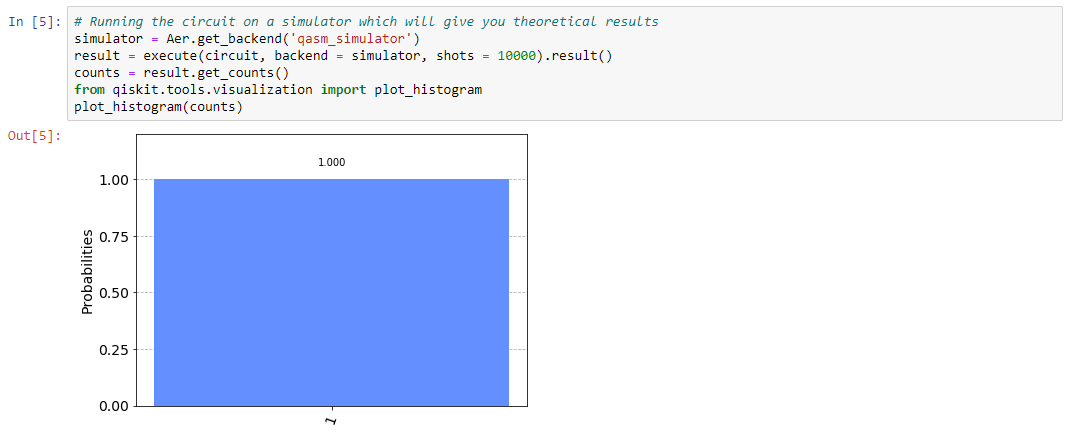 In [5]: # Running the circuit on a simulator which will give you theoretical results
simulator = Aer.get_backend('qasm_simulator')
result = execute(circuit, backend = simulator, shots = 10000).result()
counts = result.get_counts()
from qiskit.tools.visualization import plot_histogram
plot_histogram(counts)
Out[5]:
1.000
1.00
0.75
0.50
0.25
0.00
Probabilities
1